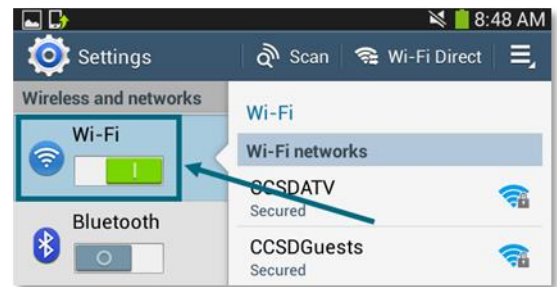 8:48 AM
Settings
Scan
Wi-Fi Direct
Wireless and networks
Wi-Fi
Bluetooth
Wi-Fi
Wi-Fi networks
CCSDATV
Secured
CCSDGuests
Secured